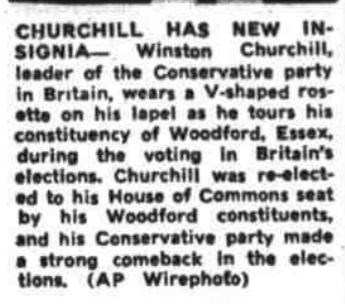 CHURCHILL HAS NEW IN-
SIGNIA— Winston Churchill,
leader of the Conservative party
in Britain, wears a V-shaped ros-
ette on his lapel as he tours his
constituency of Woodford, Essex,
during the voting in Britain's
elections. Churchill was re-elect-
ed to his House of Commons seat
by his Woodford constituents,
and his Conservative party made
a strong comeback in the elec-
tions. (AP Wirephoto)